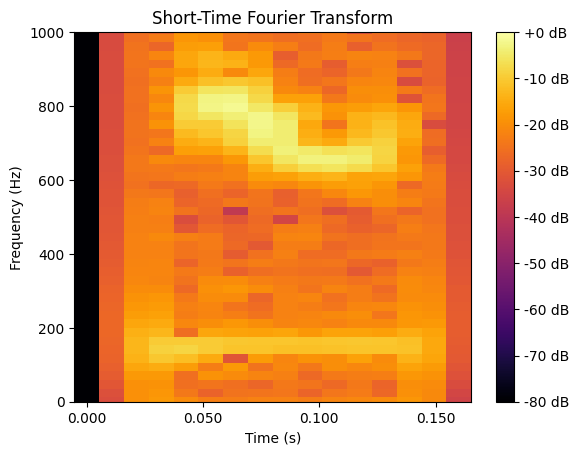 Short-Time Fourier Transform
1000
800
600
400
200
0
Frequency (Hz)
0.000
0.050
0.100
0.150
Time (s)
+0 dB
-10 dB
-20 dB
-30 dB
-40 dB
-50 dB
-60 dB
-70 dB
-80 dB